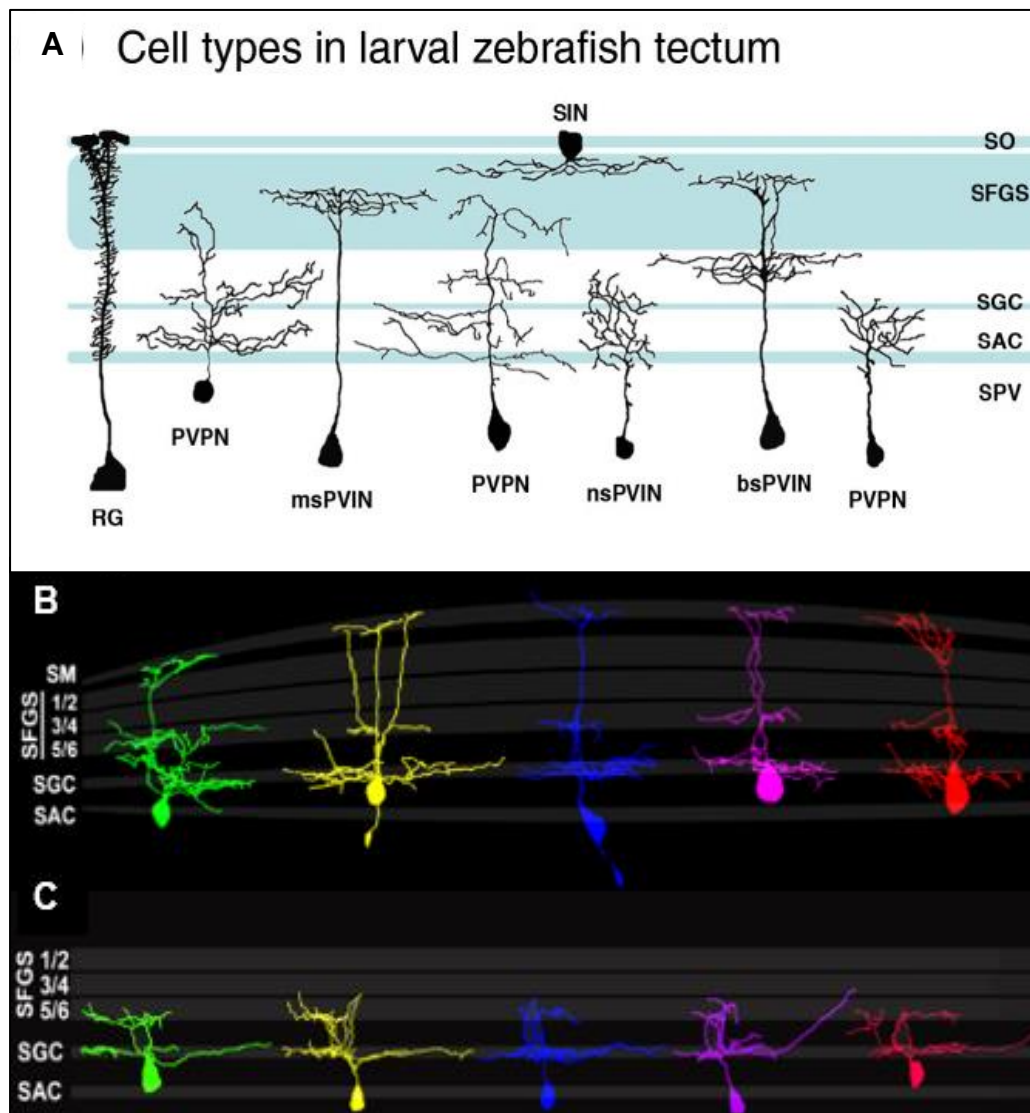 A ) Cell types in larval zebrafish tectum
SIN
SO
SFGS
SGC
SAC
SPV
RG
PVPN
msPVIN
PVPN
nsPVIN
bsPVIN
PVPN
B
SM
SFGS
1/2
3/4
5/6
SGC
SAC
C
SFGS
1/2
3/4
5/6
SGC
SAC